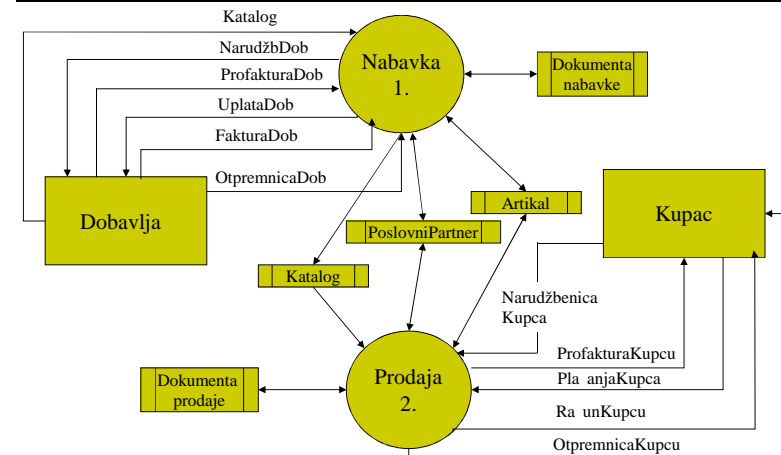 Katalog
NarudžbDob
ProfakturaDob
UplataDob
FakturaDob
OtpremnicaDob
Nabavka
1.
Dokumenta
nabavke
Dobavlja
Artikal
PoslovniPartner
Katalog
Kupac
Narudžbenica
Kupca
ProfakturaKupcu
Pla anjaKupca
Ra unKupcu
OtpremnicaKupcu
Prodaja
2.
Dokumenta
prodaje